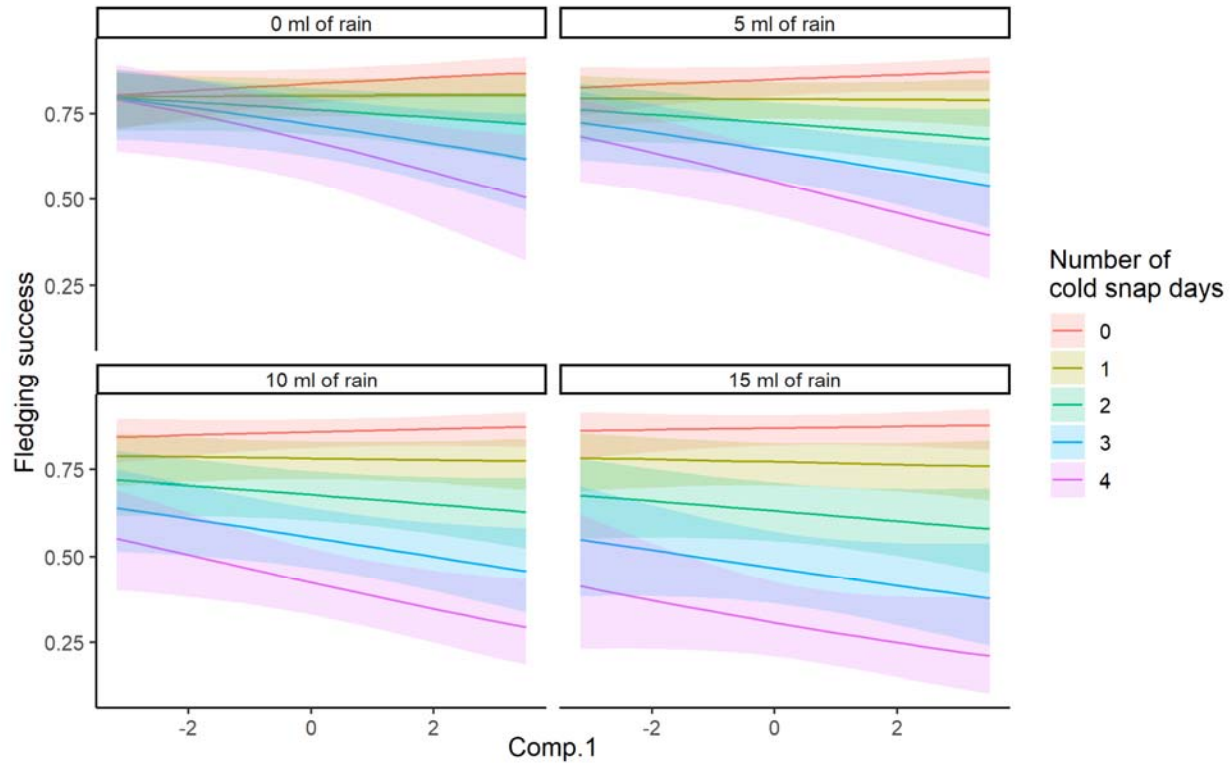 0 ml of rain
5 ml of rain
0.75
0.50
0.25
10 ml of rain
15 ml of rain
0.75
0.50
0.25
Fledging success
-2
0
2
-2
0
2
Comp.1
Number of
cold snap days
0
1
2
3
4